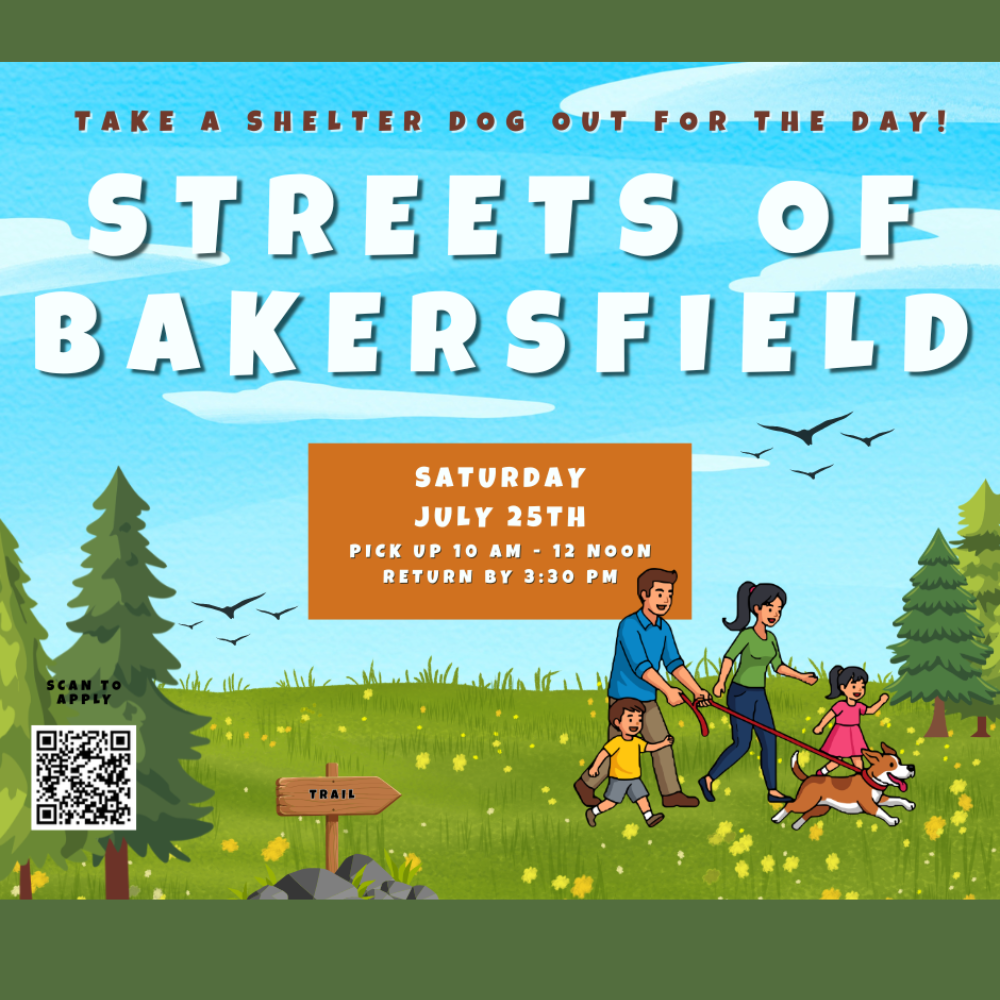 TAKE A SHELTER DOG OUT FOR THE DAY!
STREETS OF
BAKERSFIELD
SATURDAY
JULY 25TH
PICK UP 10 AM - 12 NOON
RETURN BY 3:30 PM
SCAN TO
APPLY
TRAIL